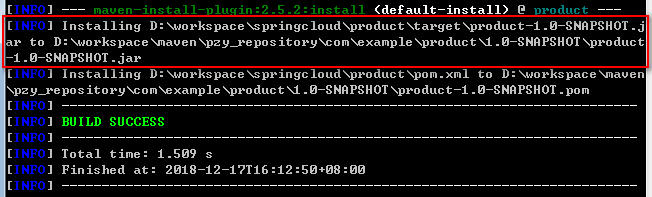 [INFO] --- maven-install-plugin:2.5.2:install (default-install) @ product ---
[INFO] Installing D:\workspace\springcloud\product\target\product-1.0-SNAPSHOT.j
ar to D:\workspace\maven\pzy_repository\com\example\product\1.0-SNAPSHOT\product
-1.0-SNAPSHOT.jar
[INFO] Installing D:\workspace\springcloud\product\pom.xml to D:\workspace\maven
\pzy_repository\com\example\product\1.0-SNAPSHOT\product-1.0-SNAPSHOT.pom
[INFO] ------------------------------------------------------------------------
[INFO] BUILD SUCCESS
[INFO] ------------------------------------------------------------------------
[INFO] Total time: 1.509 s
[INFO] Finished at: 2018-12-17T16:12:50+08:00
[INFO] ------------------------------------------------------------------------